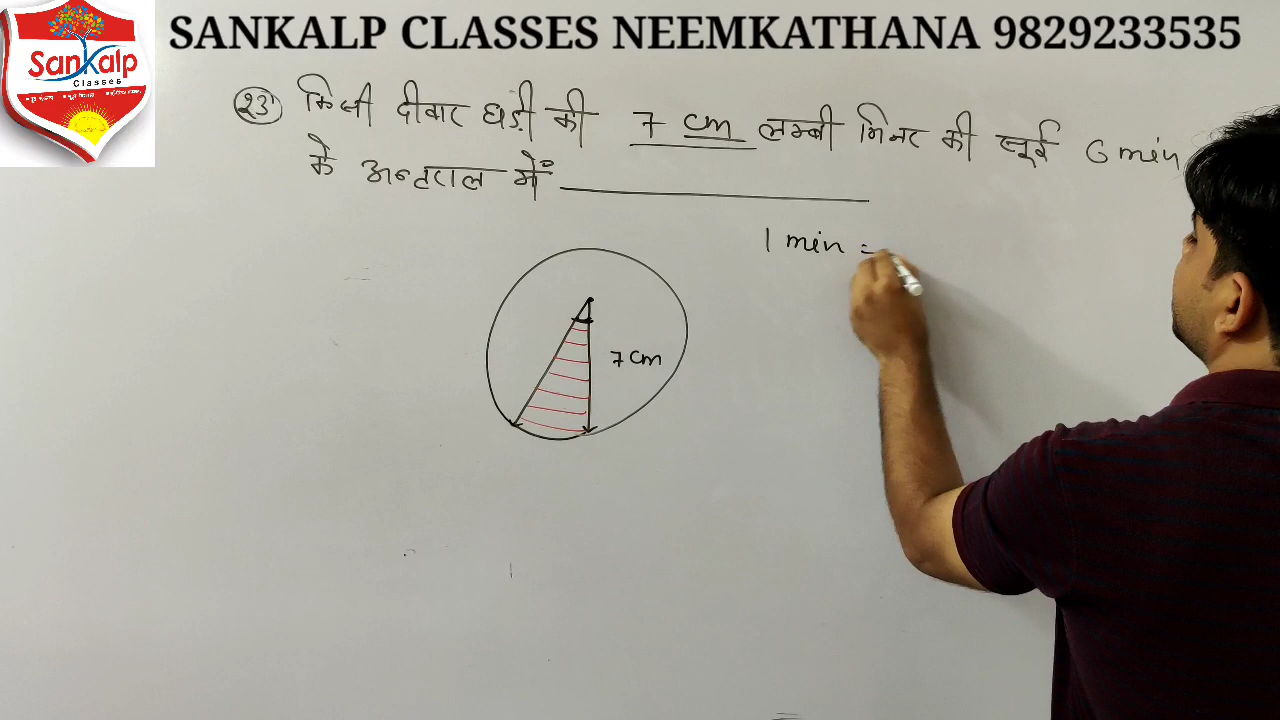 SANKALP CLASSES NEEMKATHANA 9829233535
Sankalp
Classes
23 किसी दीवार घड़ी की 7 cm लम्बी मिनट की सूई 6 min
के अन्तराल में
1 min =
7 cm